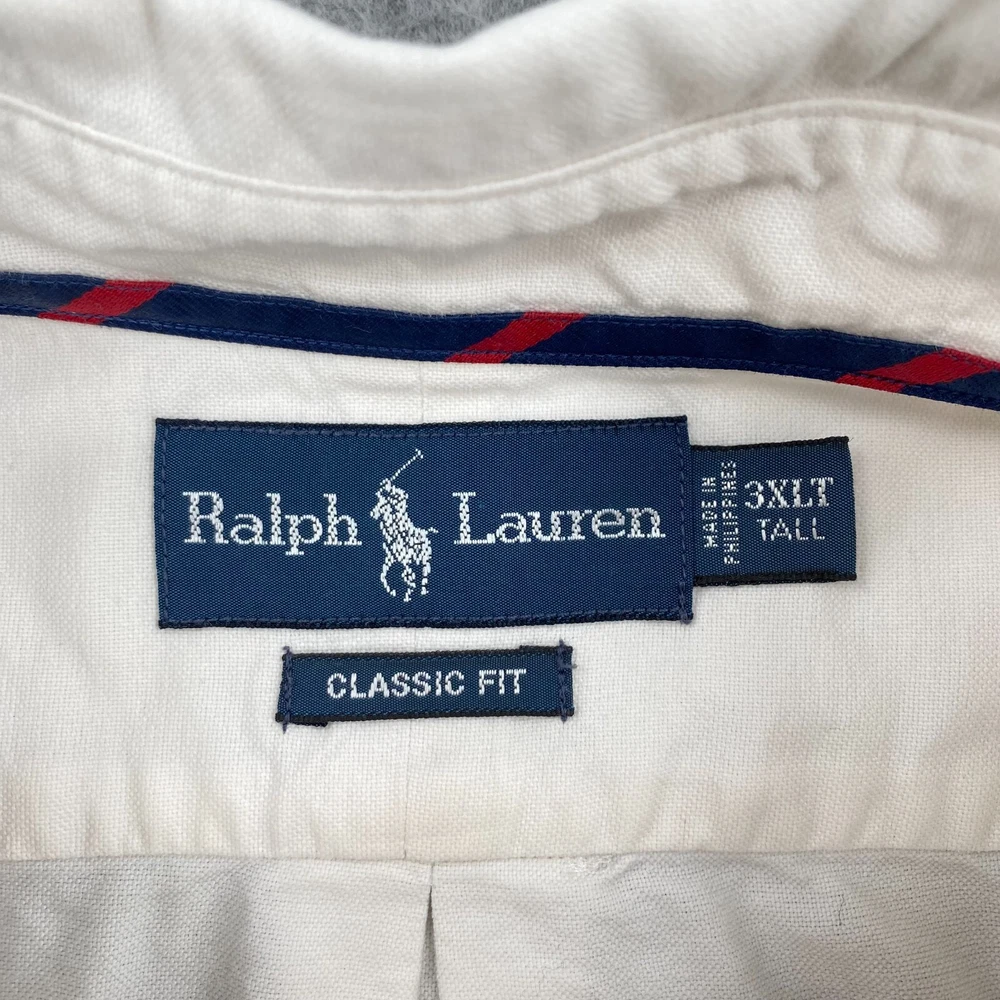 Ralph Lauren
MADE IN
PHILIPPINES
3XLT
TALL
CLASSIC FIT